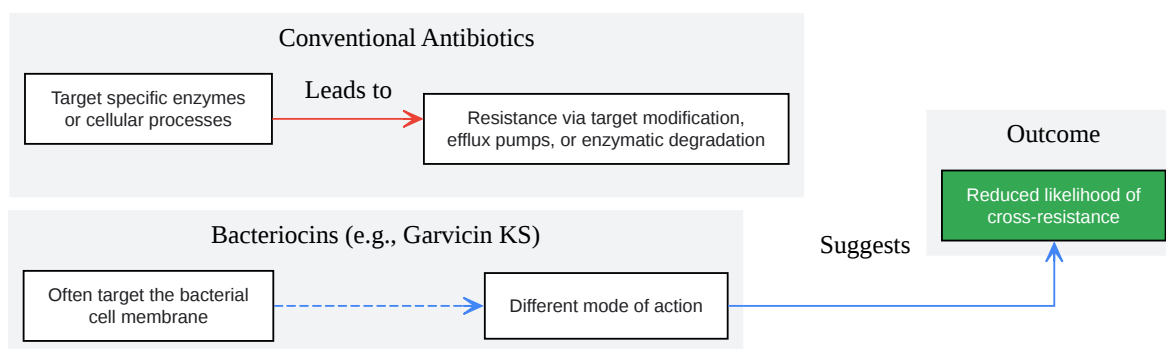 Conventional Antibiotics
Target specific enzymes
or cellular processes
Leads to
Resistance via target modification,
efflux pumps, or enzymatic degradation
Outcome
Reduced likelihood of
cross-resistance
Bacteriocins (e.g., Garvicin KS)
Suggests
Often target the bacterial
cell membrane
Different mode of action